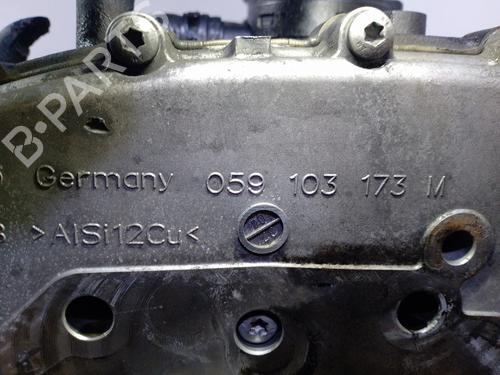 B-PARTS
Germany 059 103 173 M
>AlSi12Cu<